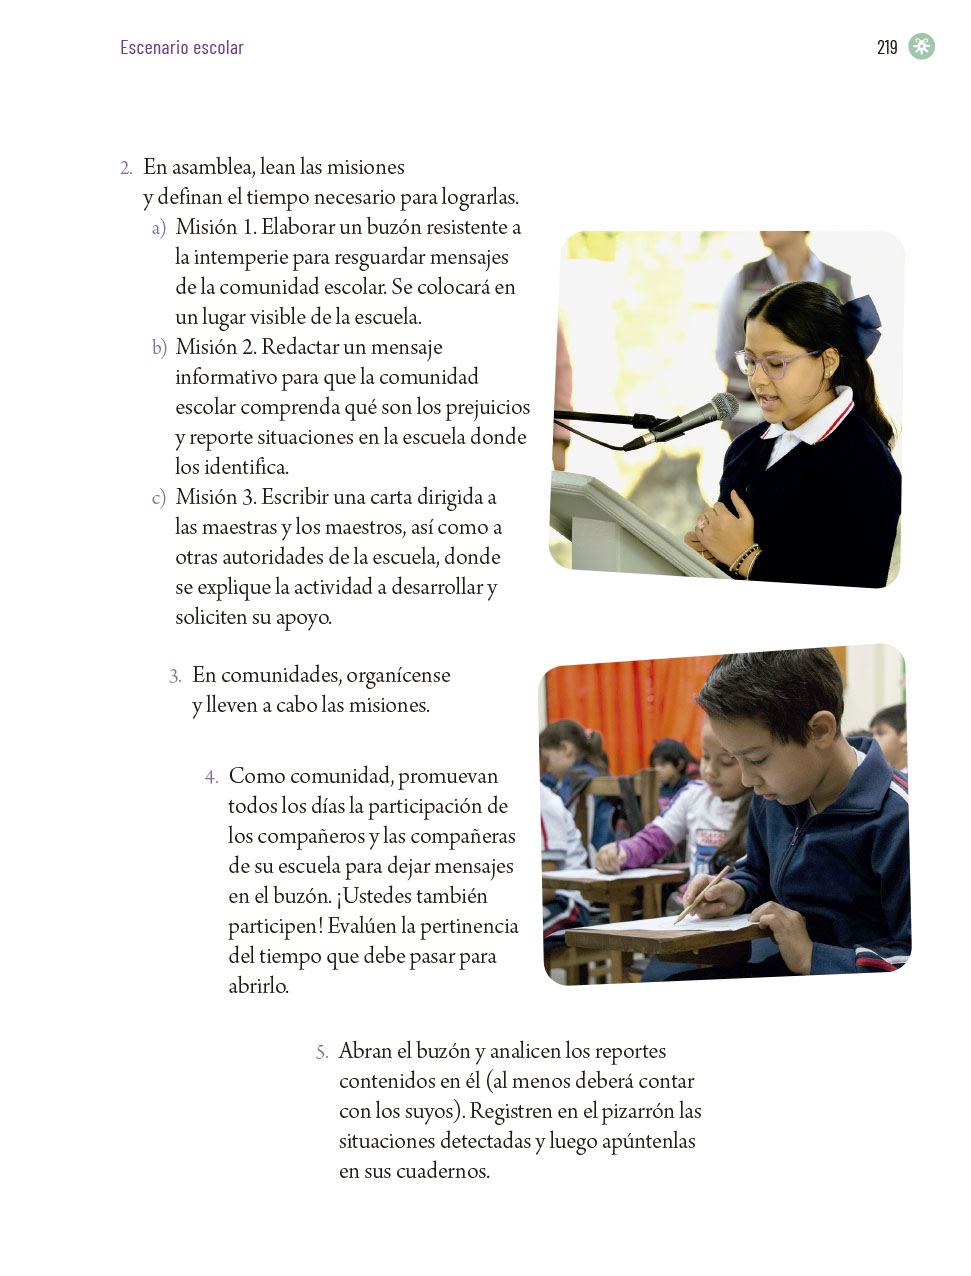 Escenario escolar
219
2. En asamblea, lean las misiones
y definan el tiempo necesario para lograrlas.
a) Misión 1. Elaborar un buzón resistente a
la intemperie para resguardar mensajes
de la comunidad escolar. Se colocará en
un lugar visible de la escuela.
b) Misión 2. Redactar un mensaje
informativo para que la comunidad
escolar comprenda qué son los prejuicios
y reporte situaciones en la escuela donde
los identifica.
c) Misión 3. Escribir una carta dirigida a
las maestras y los maestros, así como a
otras autoridades de la escuela, donde
se explique la actividad a desarrollar y
soliciten su apoyo.
3. En comunidades, organícense
y lleven a cabo las misiones.
4. Como comunidad, promuevan
todos los días la participación de
los compañeros y las compañeras
de su escuela para dejar mensajes
en el buzón. ¡Ustedes también
participen! Evalúen la pertinencia
del tiempo que debe pasar para
abrirlo.
5. Abran el buzón y analicen los reportes
contenidos en él (al menos deberá contar
con los suyos). Registren en el pizarrón las
situaciones detectadas y luego apúntenlas
en sus cuadernos.